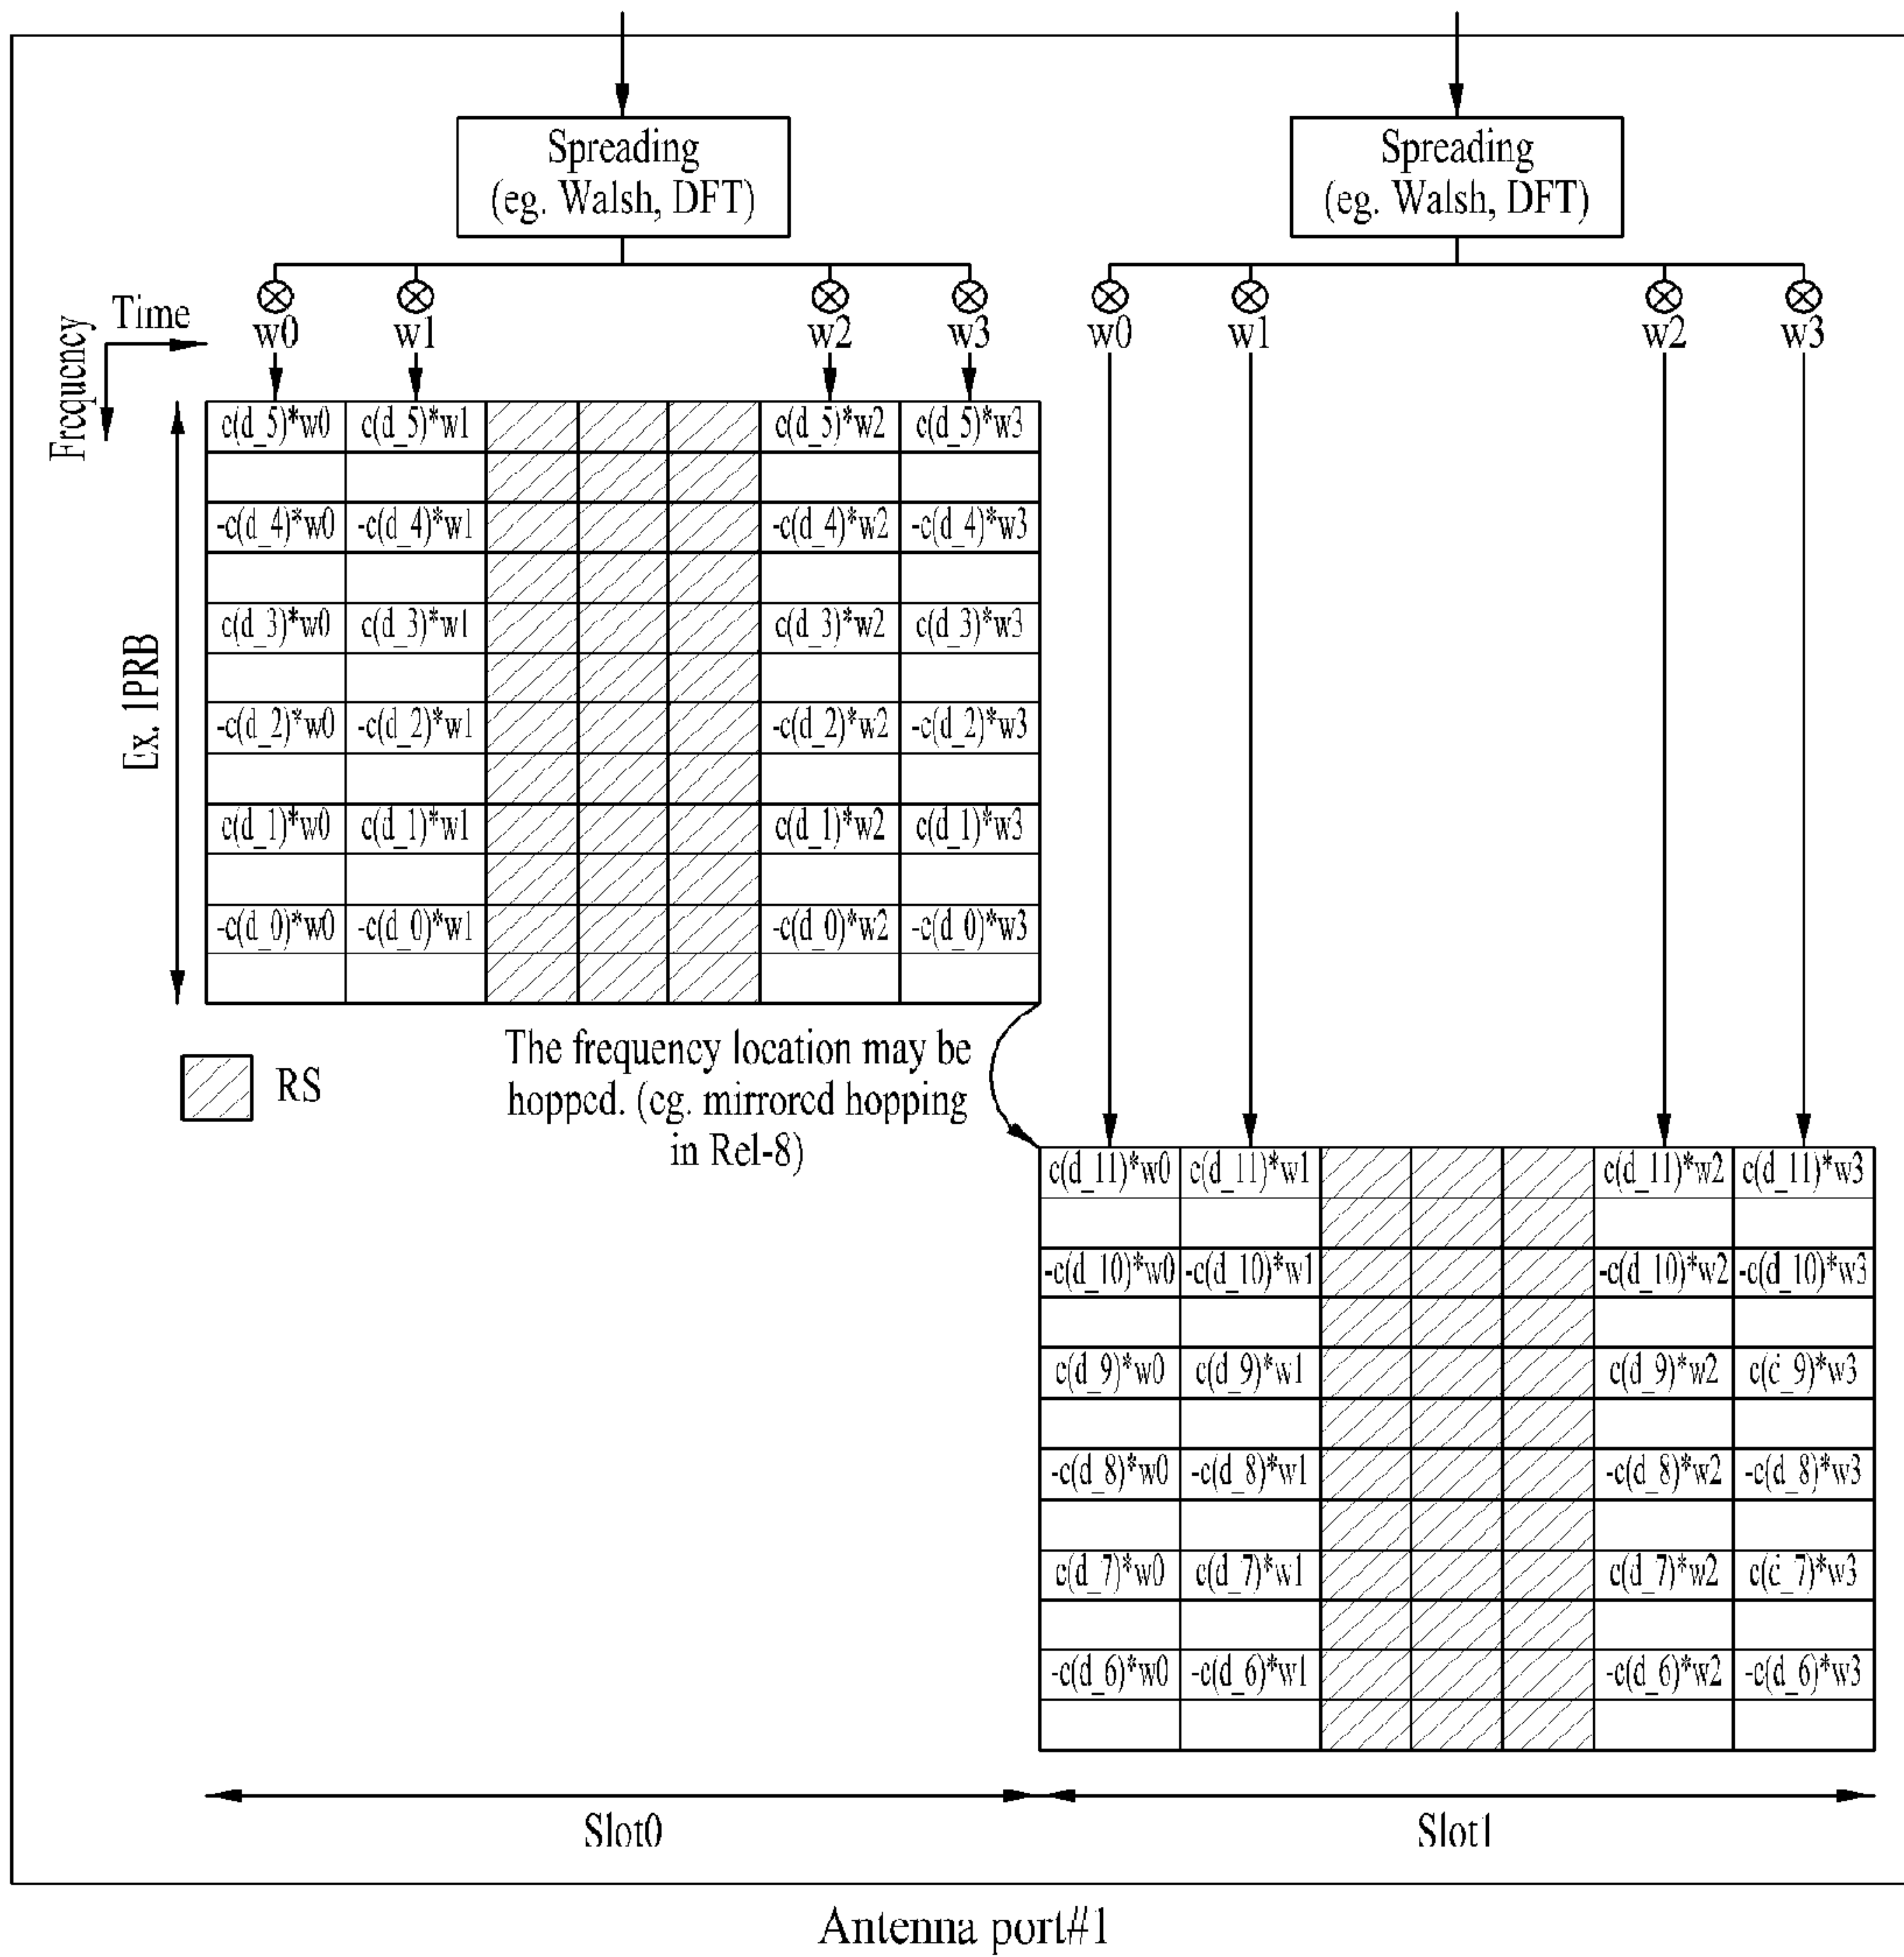 Spreading
(eg. Walsh, DFT)
Spreading
(eg. Walsh, DFT)
Time
Frequency
w0 w1 w2 w3
w0 w1 w2 w3
c(d_5)*w0 c(d_5)*w1 c(d_5)*w2 c(d_5)*w3
-c(d_4)*w0 -c(d_4)*w1 -c(d_4)*w2 -c(d_4)*w3
c(d_3)*w0 c(d_3)*w1 c(d_3)*w2 c(d_3)*w3
-c(d_2)*w0 -c(d_2)*w1 -c(d_2)*w2 -c(d_2)*w3
c(d_1)*w0 c(d_1)*w1 c(d_1)*w2 c(d_1)*w3
-c(d_0)*w0 -c(d_0)*w1 -c(d_0)*w2 -c(d_0)*w3
Ex. 1PRB
RS
The frequency location may be
hopped. (eg. mirrored hopping
in Rel-8)
c(d_11)*w0 c(d_11)*w1 c(d_11)*w2 c(d_11)*w3
-c(d_10)*w0 -c(d_10)*w1 -c(d_10)*w2 -c(d_10)*w3
c(d_9)*w0 c(d_9)*w1 c(d_9)*w2 c(d_9)*w3
-c(d_8)*w0 -c(d_8)*w1 -c(d_8)*w2 -c(d_8)*w3
c(d_7)*w0 c(d_7)*w1 c(d_7)*w2 c(d_7)*w3
-c(d_6)*w0 -c(d_6)*w1 -c(d_6)*w2 -c(d_6)*w3
Slot0
Slot1
Antenna port#1